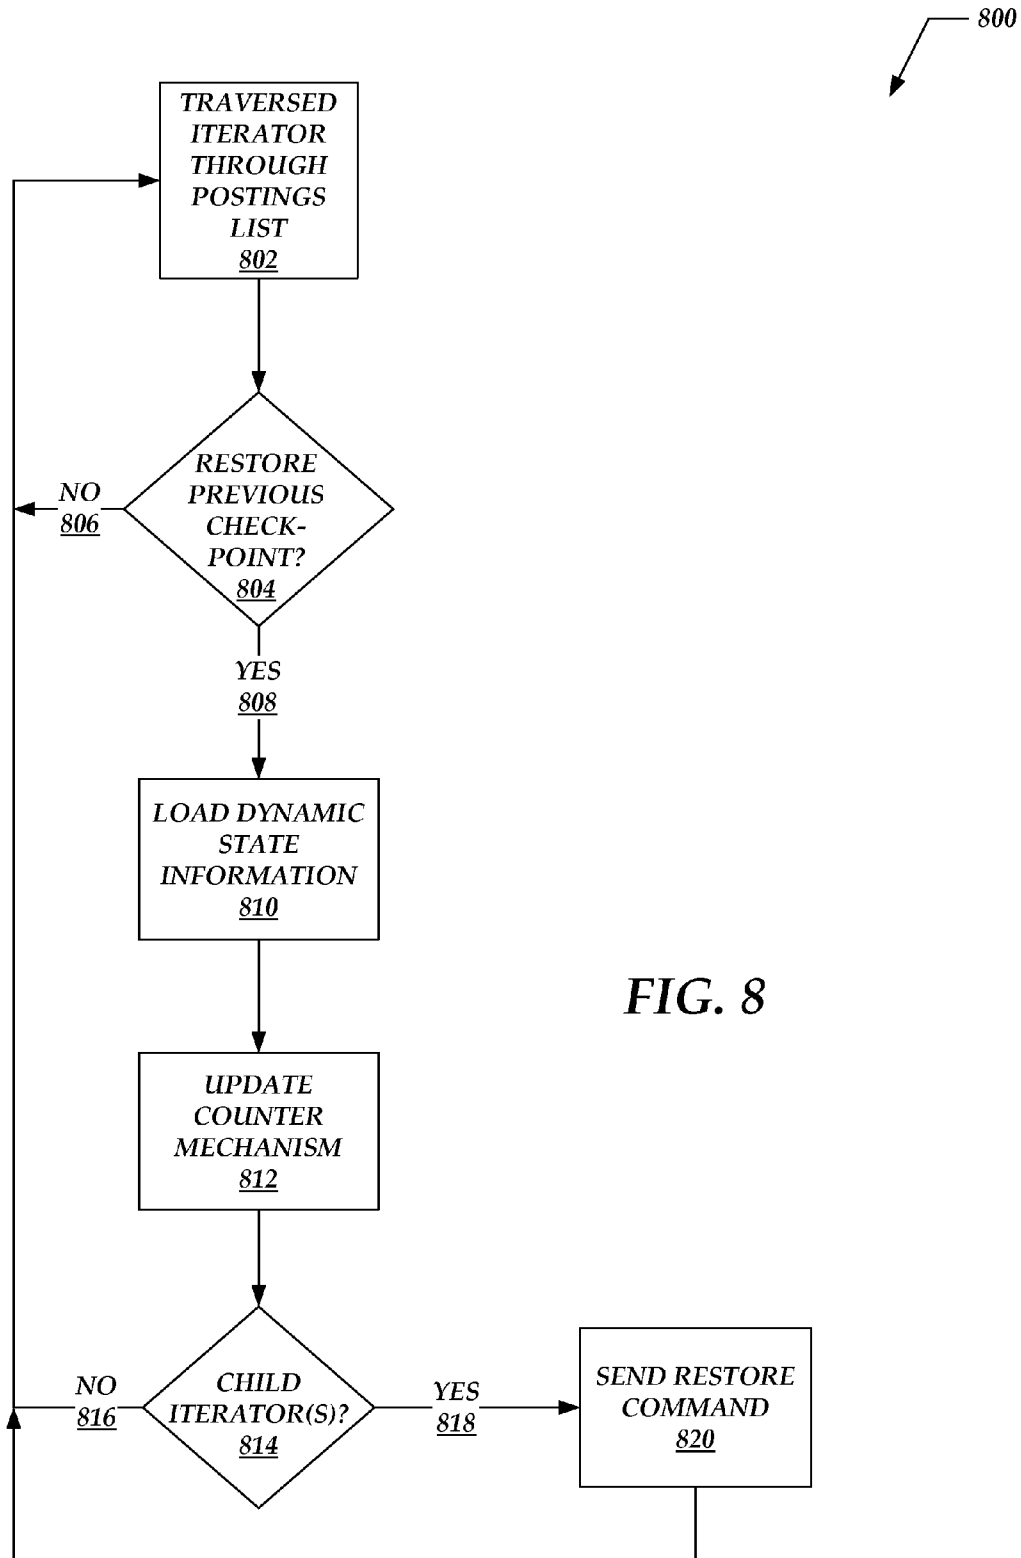 800
TRAVERSED
ITERATOR
THROUGH
POSTINGS
LIST
802
RESTORE
PREVIOUS
CHECK-
POINT?
804
NO
806
YES
808
LOAD DYNAMIC
STATE
INFORMATION
810
FIG. 8
UPDATE
COUNTER
MECHANISM
812
CHILD
ITERATOR(S)?
814
NO
816
YES
818
SEND RESTORE
COMMAND
820